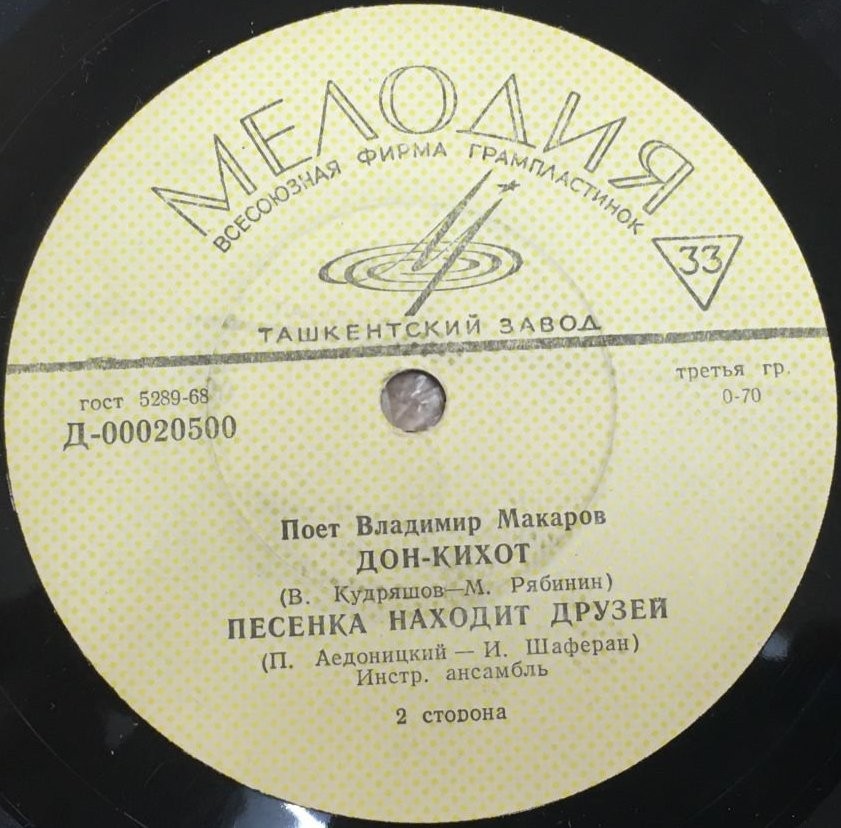 МЕЛОДИЯ
ВСЕСОЮЗНАЯ ФИРМА ГРАМПЛАСТИНОК
33
ТАШКЕНТСКИЙ ЗАВОД
гост 5289-68
Д-00020500
третья гр.
0-70
Поет Владимир Макаров
ДОН-КИХОТ
(В. Кудряшов—М. Рябинин)
ПЕСЕНКА НАХОДИТ ДРУЗЕЙ
(П. Аедоницкий — И. Шаферан)
Инстр. ансамбль
2 сторона